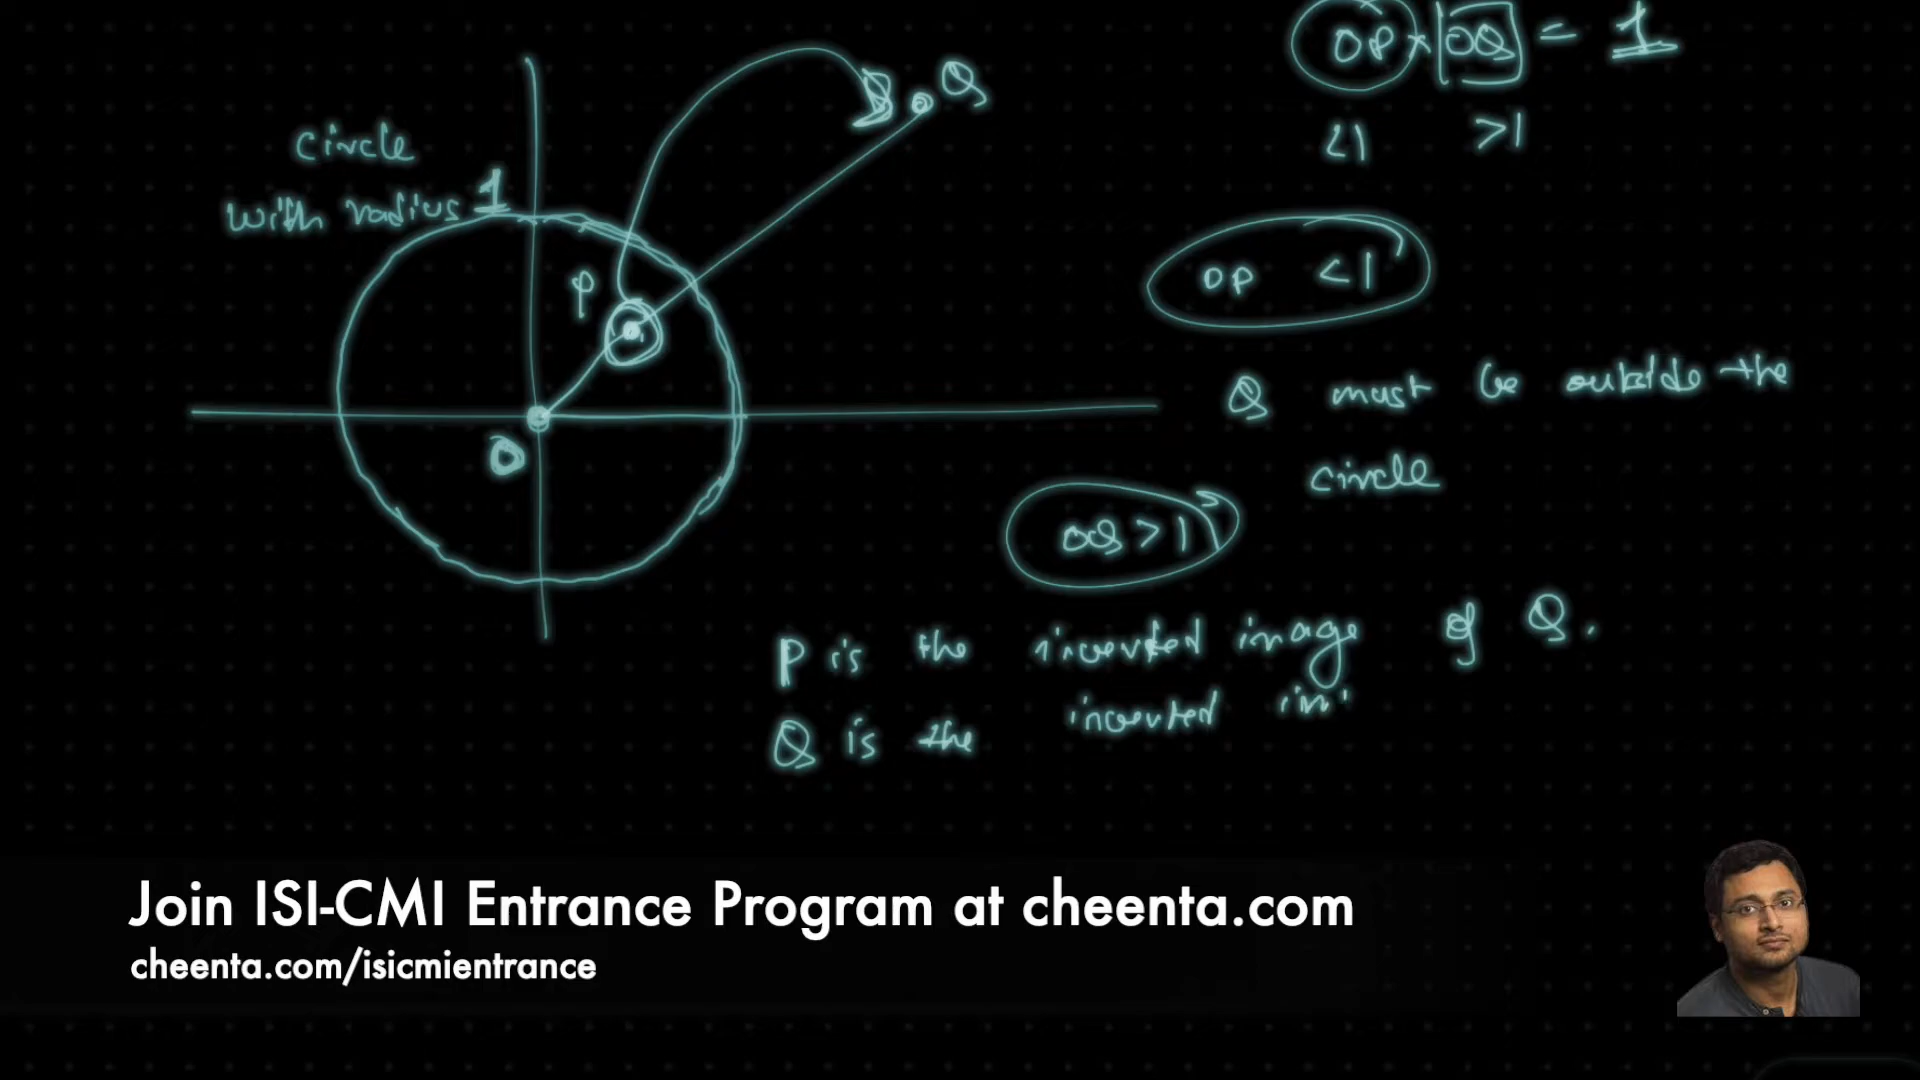 OP × |OQ| = 1
<1 >1
Q
circle
with radius 1
P
OP < 1
Q must be outside the
circle
O
OQ > 1
P is the inverted image of Q.
Q is the inverted im
Join ISI-CMI Entrance Program at cheenta.com
cheenta.com/isicmientrance